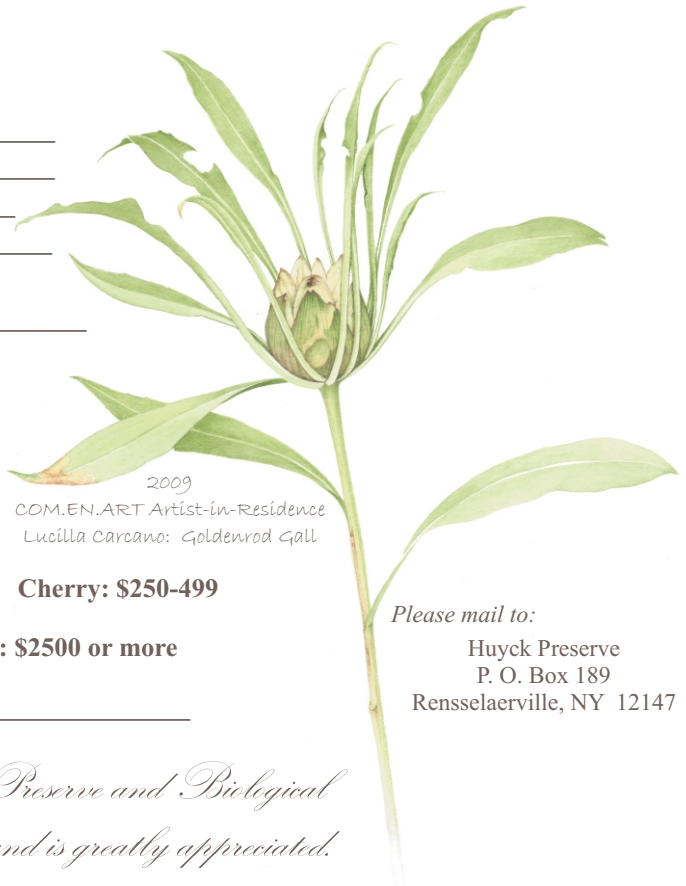 2009
COM.EN.ART Artist-in-Residence
Lucilla Carcano: Goldenrod Gall
Cherry: $250-499
: $2500 or more
Please mail to:
Huyck Preserve
P. O. Box 189
Rensselaerville, NY 12147
Preserve and Biological
nd is greatly appreciated.